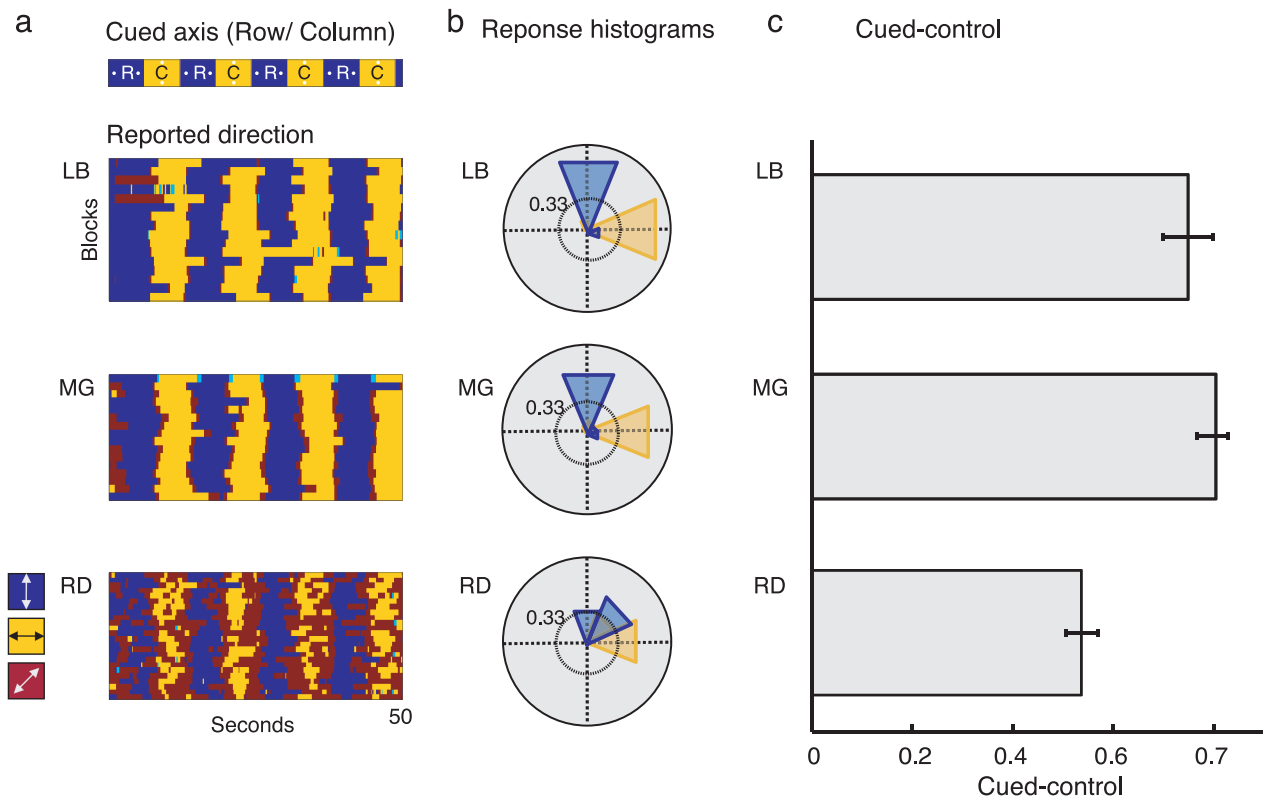 a
Cued axis (Row/ Column)
R C R C R C R C
Reported direction
LB
Blocks
MG
RD
Seconds
50
b
Reponse histograms
LB
0.33
MG
0.33
RD
0.33
c
Cued-control
LB
MG
RD
0 0.2 0.4 0.6 0.7
Cued-control